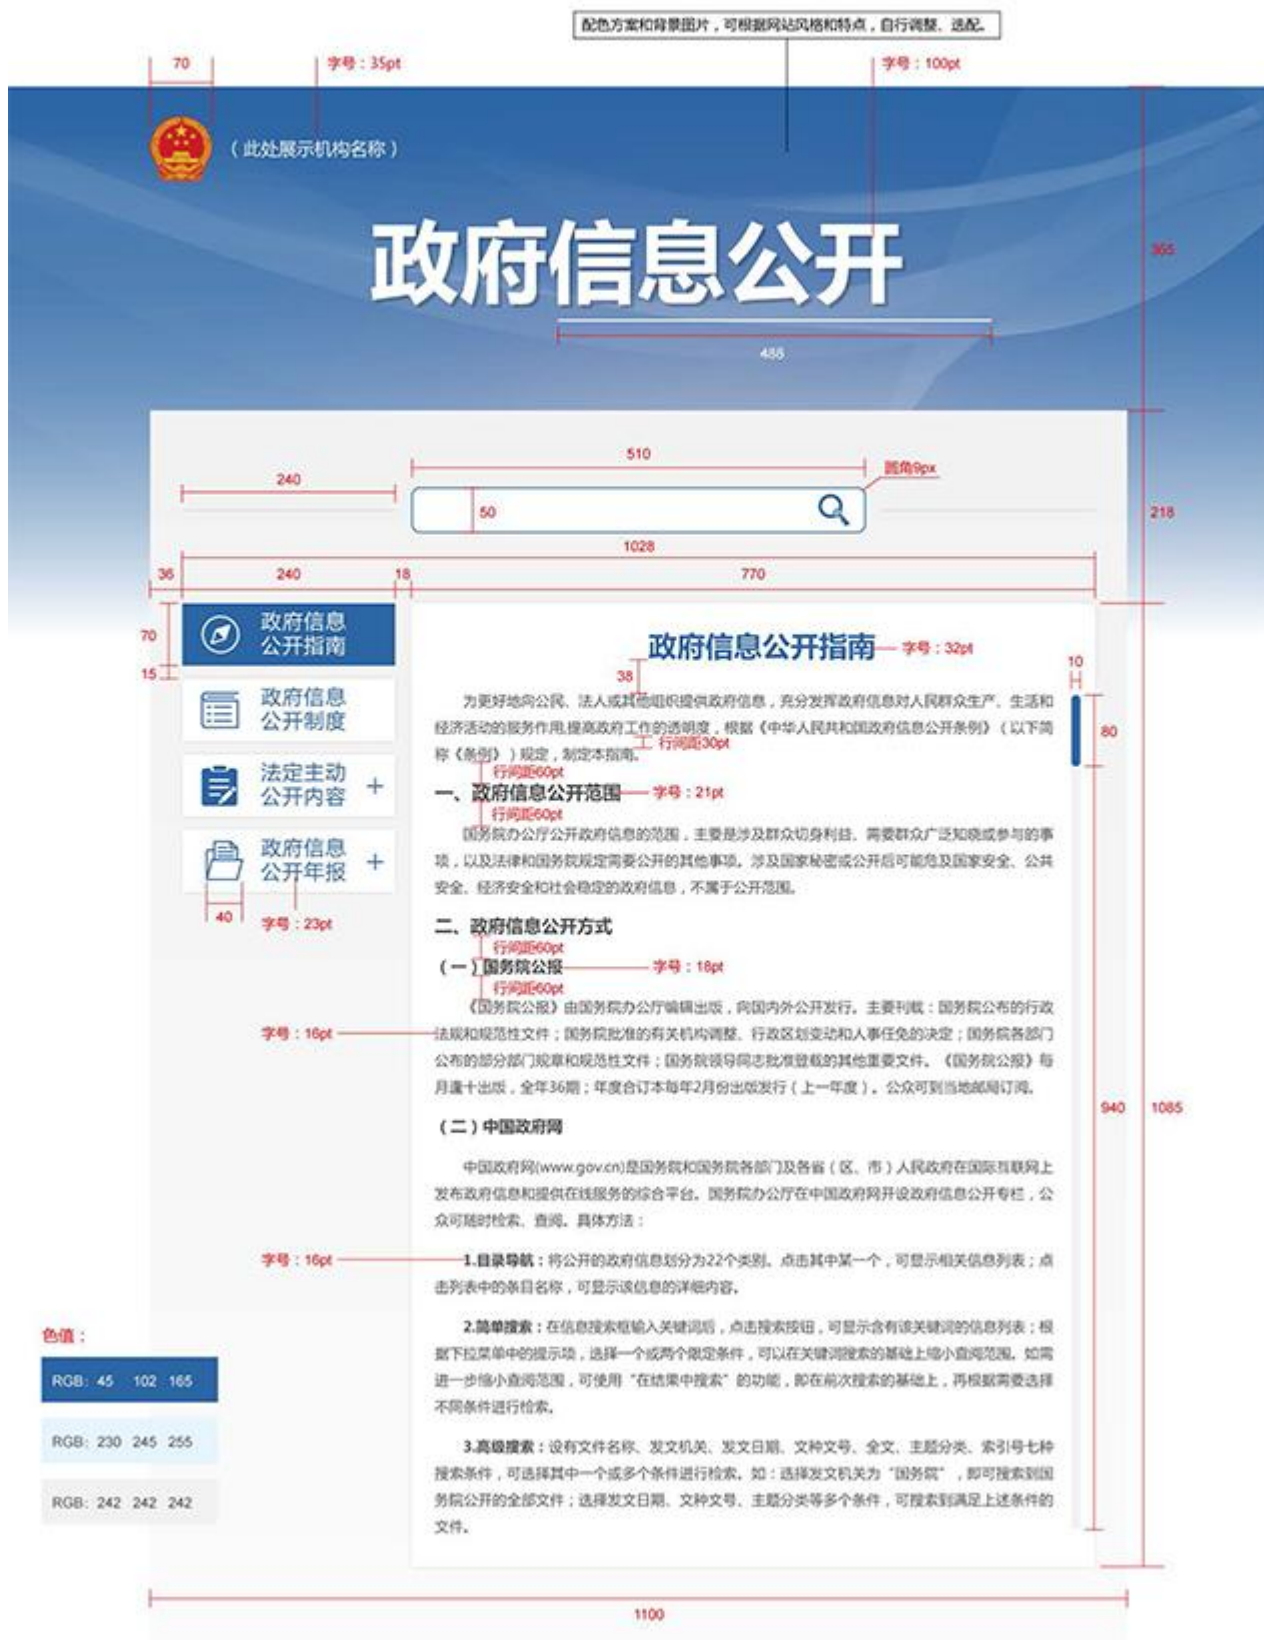 配色方案和背景图片，可根据网站风格和特点，自行调整、选配。
70
字号：35pt
字号：100pt
（此处展示机构名称）
政府信息公开
365
488
510
圆角9px
240
50
218
1028
36
240
18
770
70
15
政府信息
公开指南
政府信息
公开制度
法定主动
公开内容
+
政府信息
公开年报
+
40
字号：23pt
政府信息公开指南
字号：32pt
38
10
80
为更好地向公民、法人或其他组织提供政府信息，充分发挥政府信息对人民群众生产、生活和
经济活动的服务作用,提高政府工作的透明度，根据《中华人民共和国政府信息公开条例》（以下简
行间距30pt
称《条例》）规定，制定本指南。
行间距60pt
一、政府信息公开范围
字号：21pt
行间距60pt
国务院办公厅公开政府信息的范围，主要是涉及群众切身利益、需要群众广泛知晓或参与的事
项，以及法律和国务院规定需要公开的其他事项。涉及国家秘密或公开后可能危及国家安全、公共
安全、经济安全和社会稳定的政府信息，不属于公开范围。
二、政府信息公开方式
行间距60pt
（一）国务院公报
字号：18pt
行间距60pt
《国务院公报》由国务院办公厅编辑出版，向国内外公开发行。主要刊载：国务院公布的行政
字号：16pt
法规和规范性文件；国务院批准的有关机构调整、行政区划变动和人事任免的决定；国务院各部门
公布的部分部门规章和规范性文件；国务院领导同志批准登载的其他重要文件。《国务院公报》每
月逢十出版，全年36期；年度合订本每年2月份出版发行（上一年度）。公众可到当地邮局订阅。
940
1085
（二）中国政府网
中国政府网(www.gov.cn)是国务院和国务院各部门及各省（区、市）人民政府在国际互联网上
发布政府信息和提供在线服务的综合平台。国务院办公厅在中国政府网开设政府信息公开专栏，公
众可随时检索、查阅。具体方法：
字号：16pt
1.目录导航：将公开的政府信息划分为22个类别。点击其中某一个，可显示相关信息列表；点
击列表中的条目名称，可显示该信息的详细内容。
2.简单搜索：在信息搜索框输入关键词后，点击搜索按钮，可显示含有该关键词的信息列表；根
据下拉菜单中的提示项，选择一个或两个限定条件，可以在关键词搜索的基础上缩小查阅范围。如需
进一步缩小查阅范围，可使用“在结果中搜索”的功能，即在前次搜索的基础上，再根据需要选择
不同条件进行检索。
3.高级搜索：设有文件名称、发文机关、发文日期、文种文号、全文、主题分类、索引号七种
搜索条件，可选择其中一个或多个条件进行检索。如：选择发文机关为“国务院”，即可搜索到国
务院公开的全部文件；选择发文日期、文种文号、主题分类等多个条件，可搜索到满足上述条件的
文件。
色值：
RGB: 45 102 165
RGB: 230 245 255
RGB: 242 242 242
1100